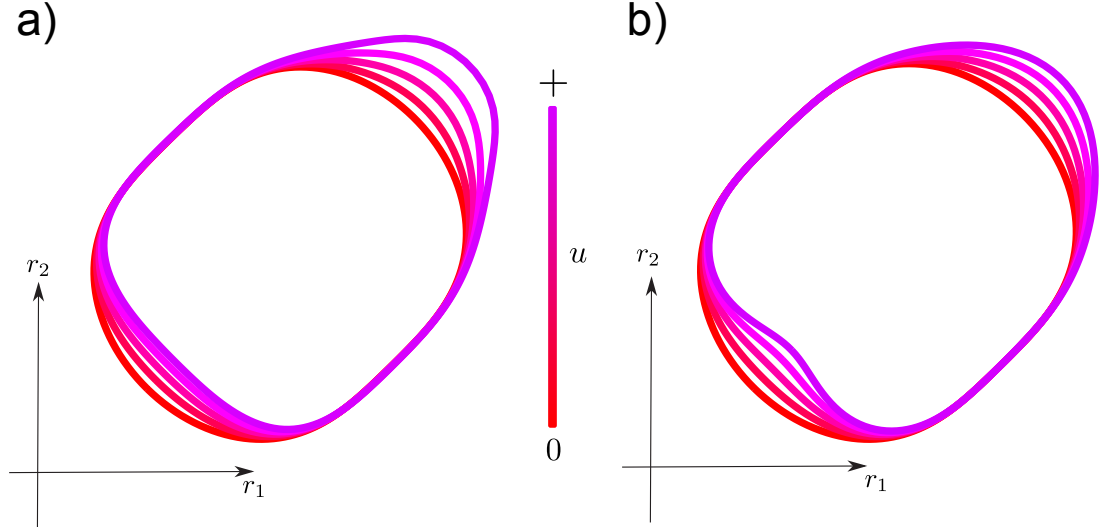 a)
b)
+
u
0
r₂
r₁
r₂
r₁